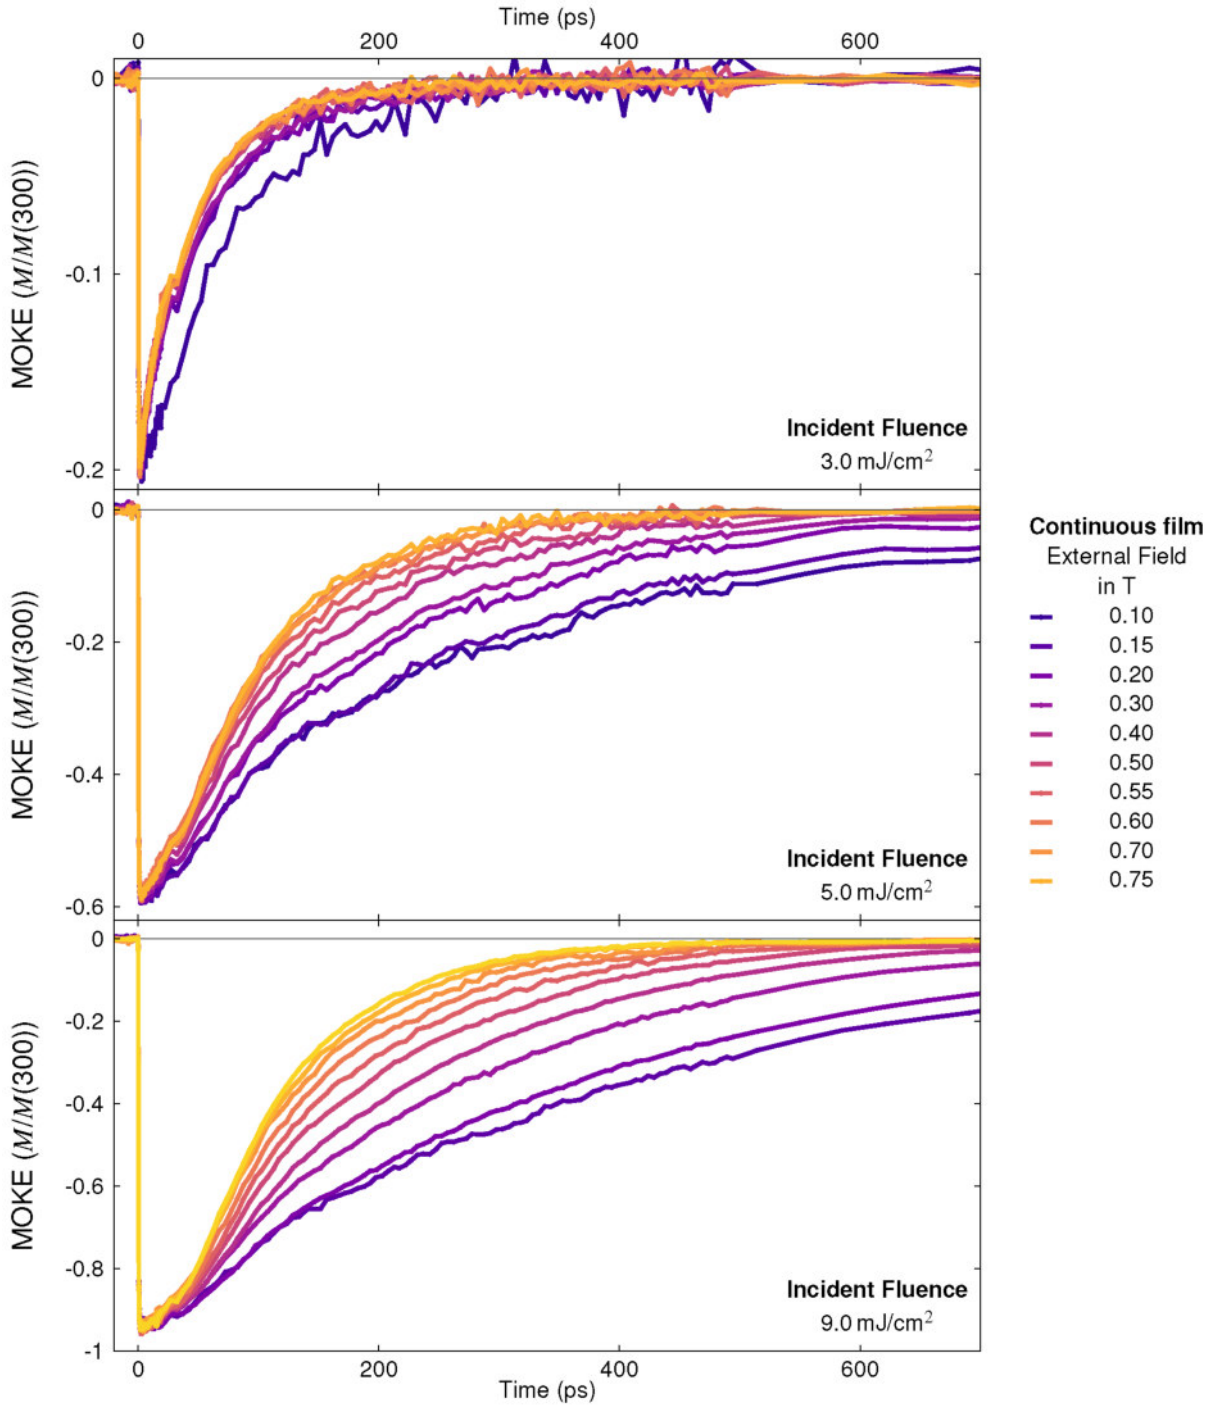 Time (ps)
0 200 400 600
0
-0.1
-0.2
MOKE (M/M(300))
Incident Fluence
3.0 mJ/cm²
0
-0.2
-0.4
-0.6
MOKE (M/M(300))
Incident Fluence
5.0 mJ/cm²
0
-0.2
-0.4
-0.6
-0.8
-1
MOKE (M/M(300))
Incident Fluence
9.0 mJ/cm²
0 200 400 600
Time (ps)
Continuous film
External Field
in T
0.10
0.15
0.20
0.30
0.40
0.50
0.55
0.60
0.70
0.75